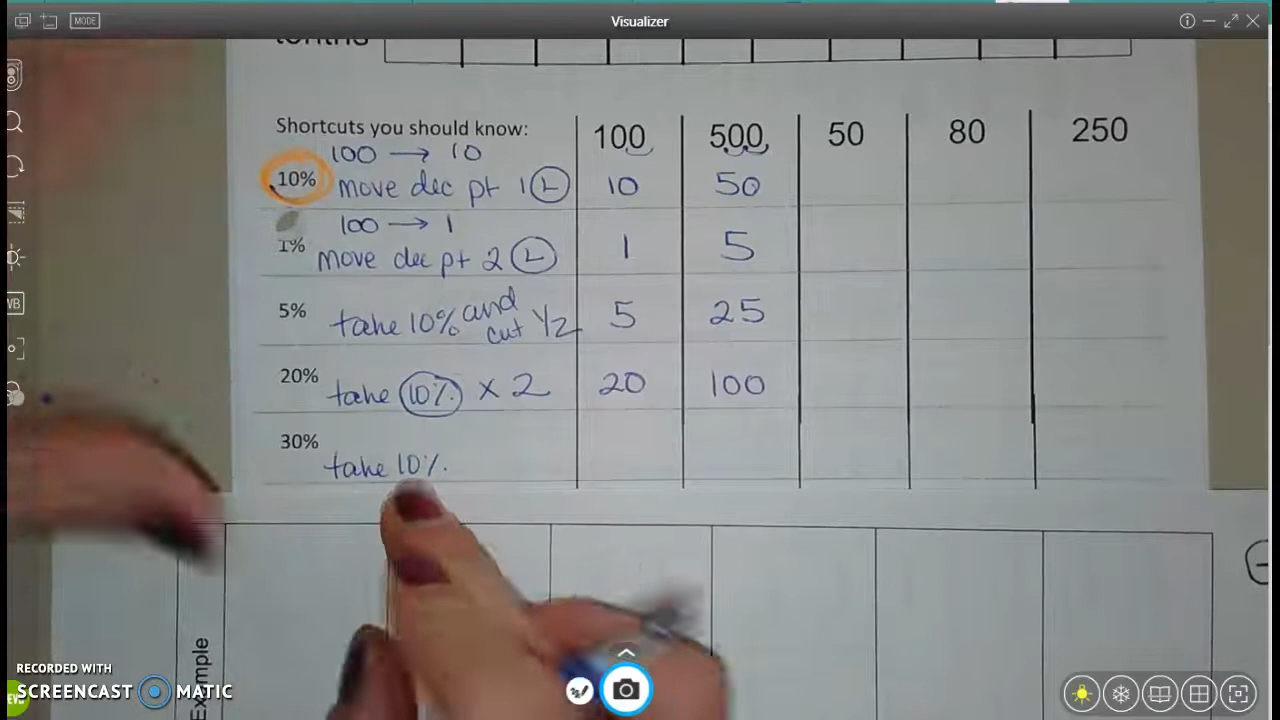 MODE
Visualizer
tenths
Shortcuts you should know:
100 500 50 80 250
100 → 10
10% move dec pt 1 L 10 50
100 → 1
1% move dec pt 2 L 1 5
5% take 10% and cut 1/2 5 25
20% take 10% x 2 20 100
30%
take 10%
Example
WB
RECORDED WITH
SCREENCAST MATIC